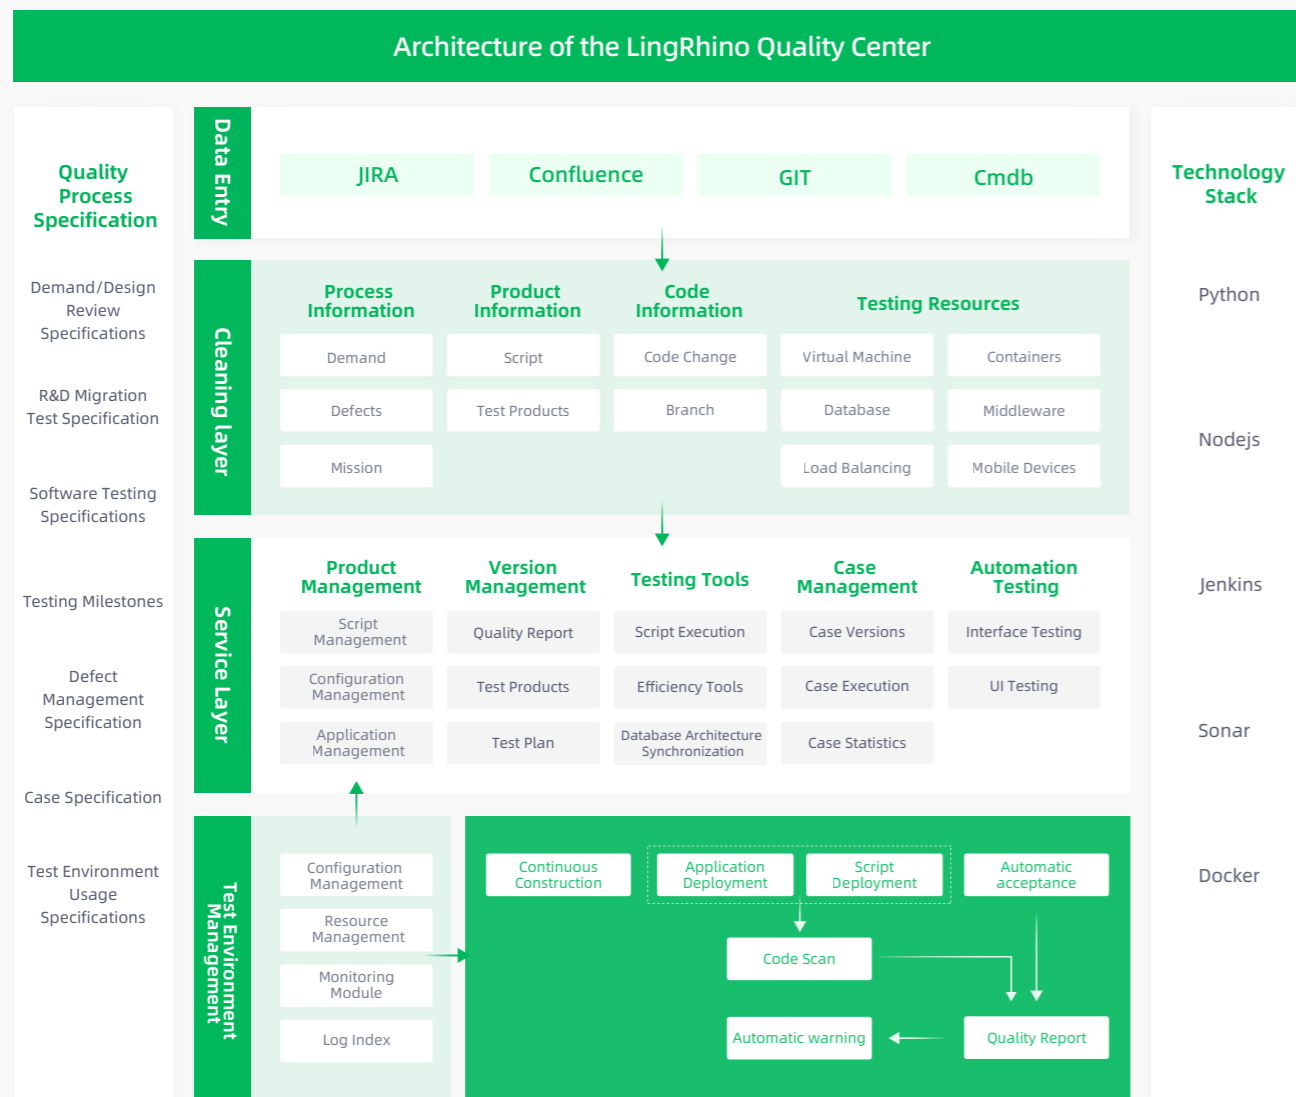 Architecture of the LingRhino Quality Center
Quality
Process
Specification
Demand/Design
Review
Specifications
R&D Migration
Test Specification
Software Testing
Specifications
Testing Milestones
Defect
Management
Specification
Case Specification
Test Environment
Usage
Specifications
Data Entry
JIRA
Confluence
GIT
Cmdb
Cleaning layer
Process
Information
Demand
Defects
Mission
Product
Information
Script
Test Products
Code
Information
Code Change
Branch
Testing Resources
Virtual Machine
Containers
Database
Middleware
Load Balancing
Mobile Devices
Service Layer
Product
Management
Script
Management
Configuration
Management
Application
Management
Version
Management
Quality Report
Test Products
Test Plan
Testing Tools
Script Execution
Efficiency Tools
Database Architecture
Synchronization
Case
Management
Case Versions
Case Execution
Case Statistics
Automation
Testing
Interface Testing
UI Testing
Test Environment
Management
Configuration
Management
Resource
Management
Monitoring
Module
Log Index
Continuous
Construction
Application
Deployment
Script
Deployment
Automatic
acceptance
Code Scan
Automatic warning
Quality Report
Technology
Stack
Python
Nodejs
Jenkins
Sonar
Docker